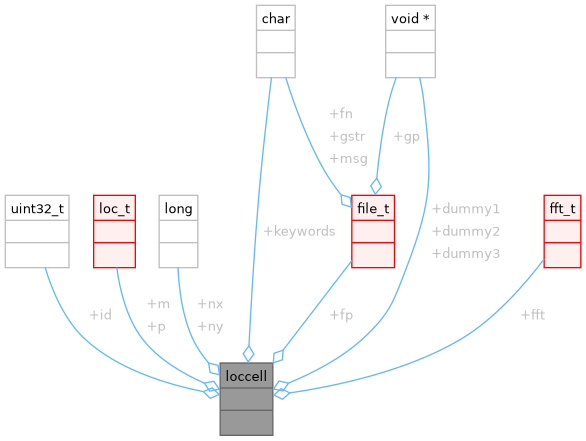 char
void *
+fn
+gstr
+msg
+gp
uint32_t
loc_t
long
file_t
fft_t
+keywords
+dummy1
+dummy2
+dummy3
+id
+m
+p
+nx
+ny
+fp
+fft
loccell